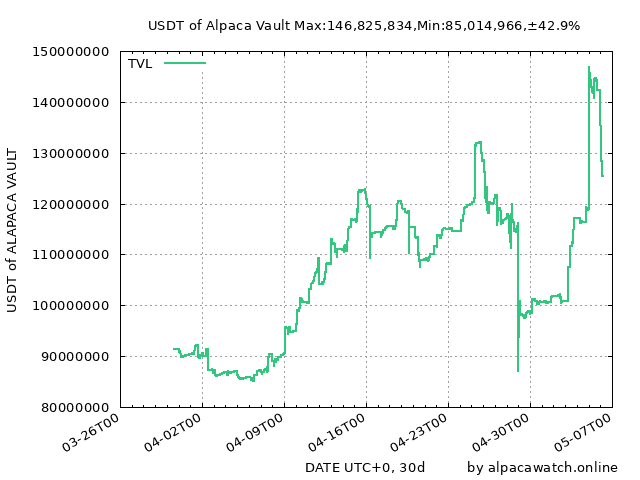 USDT of Alpaca Vault Max:146,825,834,Min:85,014,966,±42.9%
TVL
150000000
140000000
130000000
120000000
110000000
100000000
90000000
80000000
USDT of ALAPACA VAULT
03-26T00
04-02T00
04-09T00
04-16T00
04-23T00
04-30T00
05-07T00
DATE UTC+0, 30d
by alpacawatch.online